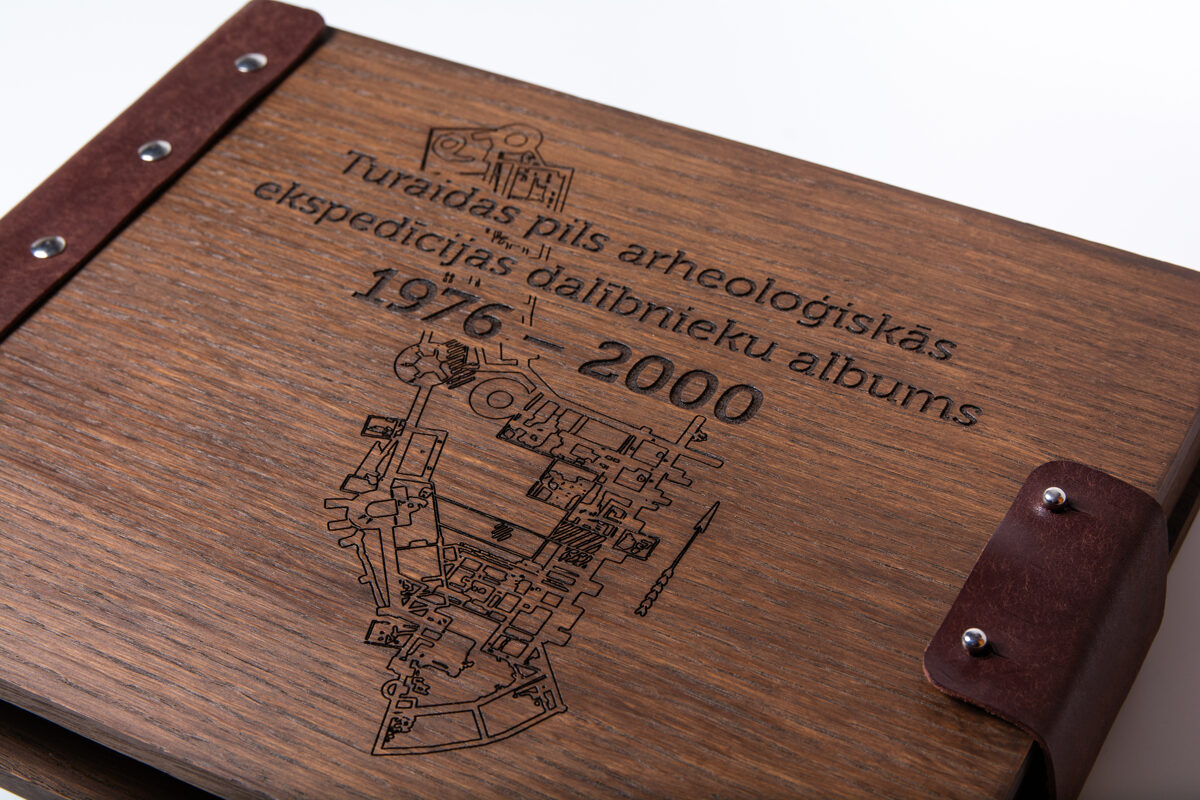 Turaidas pils arheoloģiskās
ekspedīcijas dalībnieku albums
1976 – 2000